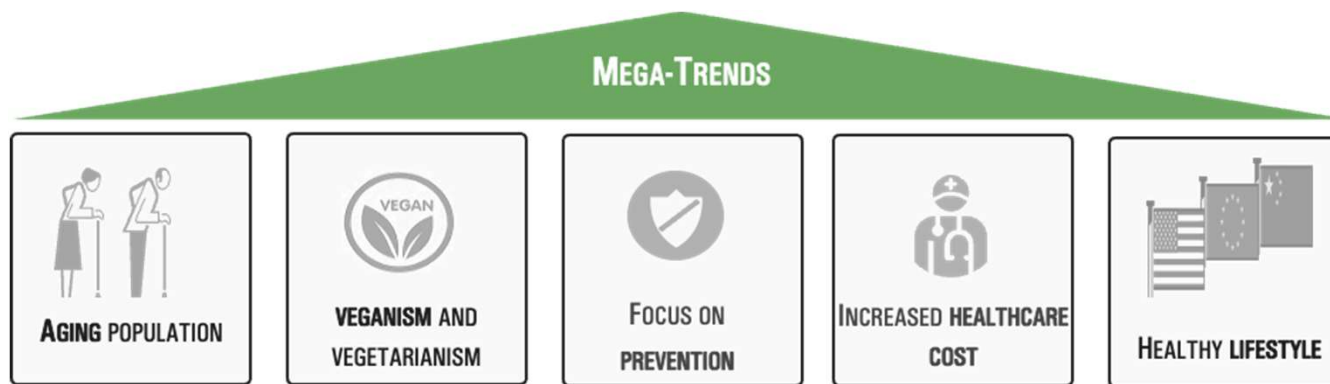 MEGA-TRENDS
AGING POPULATION
VEGAN
VEGANISM AND
VEGETARIANISM
FOCUS ON
PREVENTION
INCREASED HEALTHCARE
COST
HEALTHY LIFESTYLE